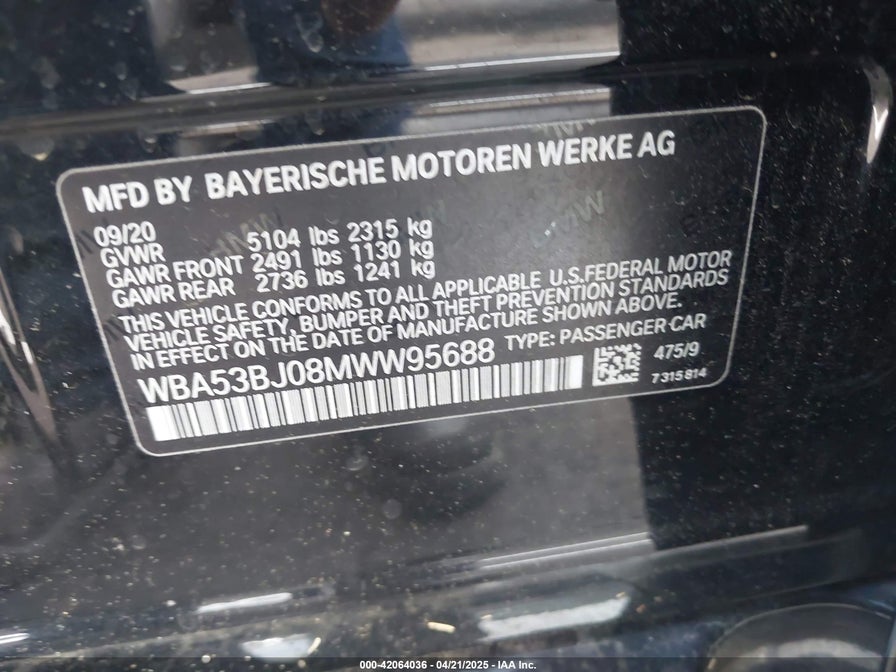 MFD BY BAYERISCHE MOTOREN WERKE AG
09/20
GVWR 5104 lbs 2315 kg
GAWR FRONT 2491 lbs 1130 kg
GAWR REAR 2736 lbs 1241 kg
THIS VEHICLE CONFORMS TO ALL APPLICABLE U.S.FEDERAL MOTOR
VEHICLE SAFETY, BUMPER AND THEFT PREVENTION STANDARDS
IN EFFECT ON THE DATE OF MANUFACTURE SHOWN ABOVE.
WBA53BJ08MWW95688 TYPE: PASSENGER CAR
475/9
7315814
000-42064036 - 04/21/2025 - IAA Inc.